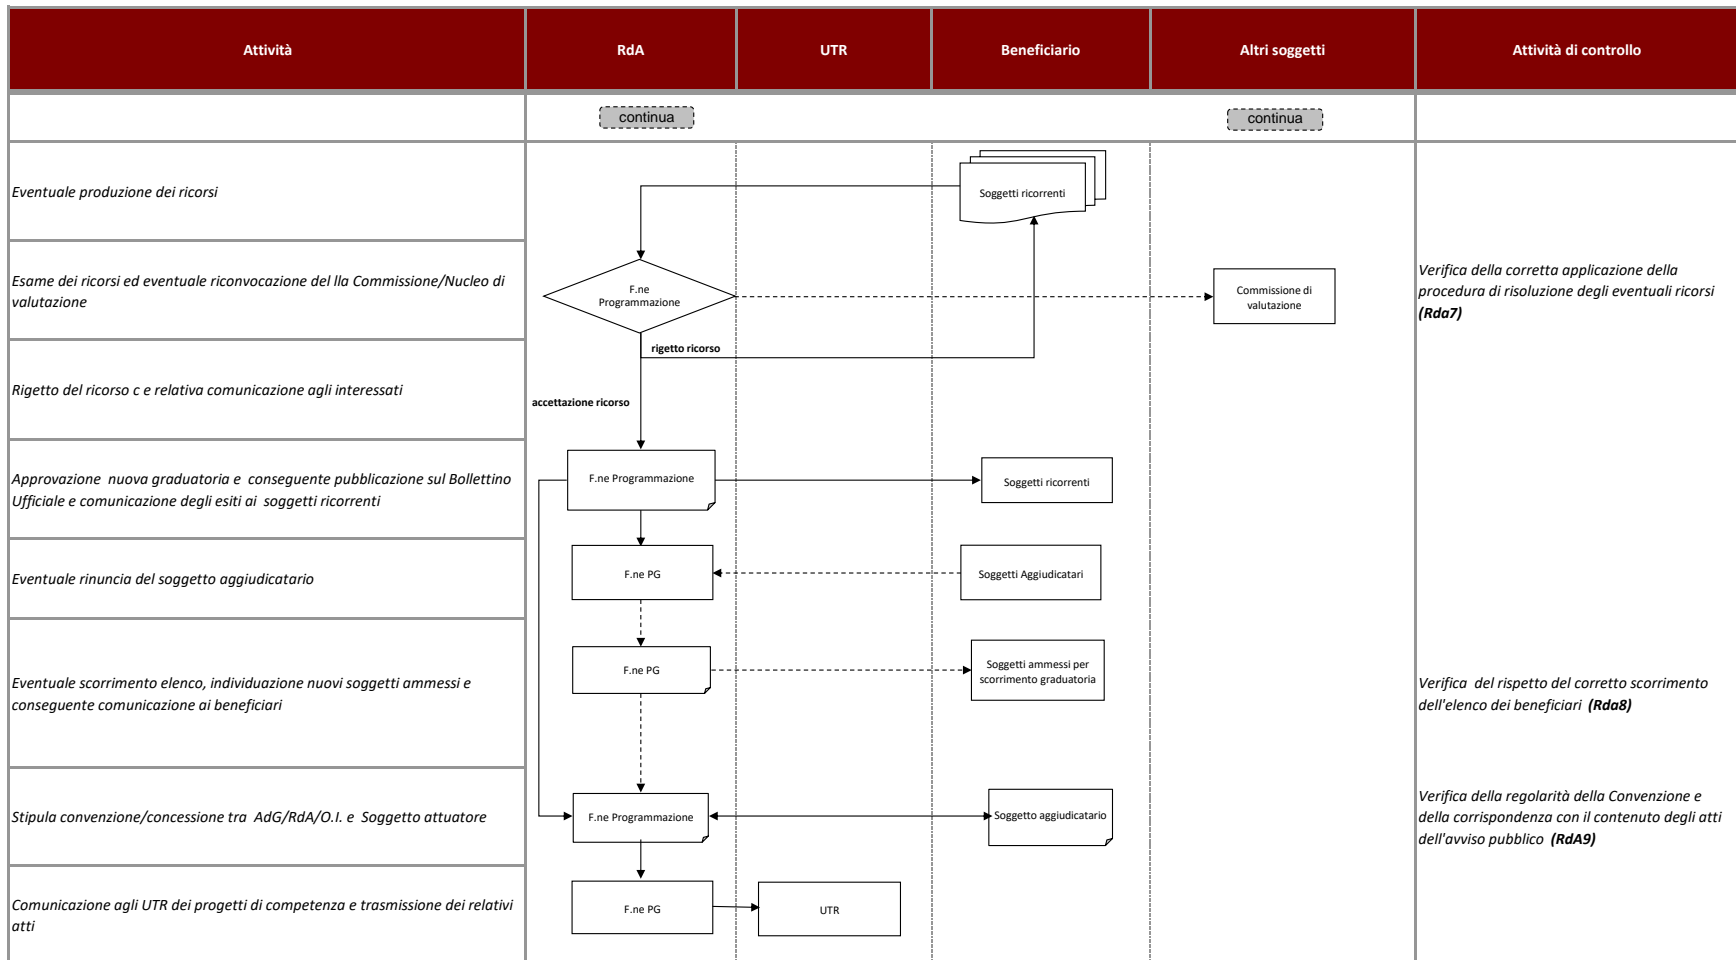 Attività
RdA
UTR
Beneficiario
Altri soggetti
Attività di controllo
continua
continua
Eventuale produzione dei ricorsi
Soggetti ricorrenti
Esame dei ricorsi ed eventuale riconvocazione del lla Commissione/Nucleo di
valutazione
F.ne
Programmazione
Commissione di
valutazione
Verifica della corretta applicazione della
procedura di risoluzione degli eventuali ricorsi
(Rda7)
rigetto ricorso
Rigetto del ricorso c e relativa comunicazione agli interessati
accettazione ricorso
Approvazione  nuova graduatoria e  conseguente pubblicazione sul Bollettino
Ufficiale e comunicazione degli esiti ai  soggetti ricorrenti
F.ne Programmazione
Soggetti ricorrenti
Eventuale rinuncia del soggetto aggiudicatario
F.ne PG
Soggetti Aggiudicatari
Eventuale scorrimento elenco, individuazione nuovi soggetti ammessi e
conseguente comunicazione ai beneficiari
F.ne PG
Soggetti ammessi per
scorrimento graduatoria
Verifica  del rispetto del corretto scorrimento
dell'elenco dei beneficiari  (Rda8)
Stipula convenzione/concessione tra  AdG/RdA/O.I. e  Soggetto attuatore
F.ne Programmazione
Soggetto aggiudicatario
Verifica della regolarità della Convenzione e
della corrispondenza con il contenuto degli atti
dell'avviso pubblico  (RdA9)
Comunicazione agli UTR dei progetti di competenza e trasmissione dei relativi
atti
F.ne PG
UTR